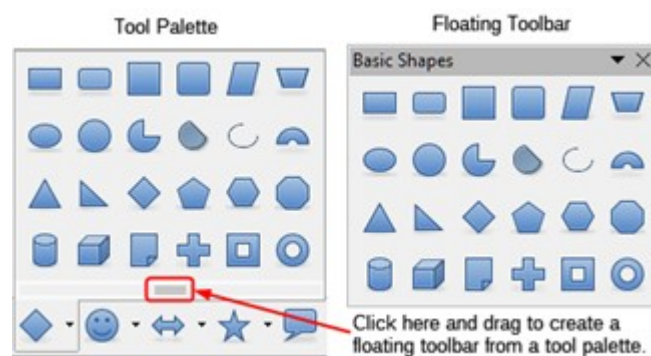 Tool Palette
Floating Toolbar
Basic Shapes
Click here and drag to create a
floating toolbar from a tool palette.